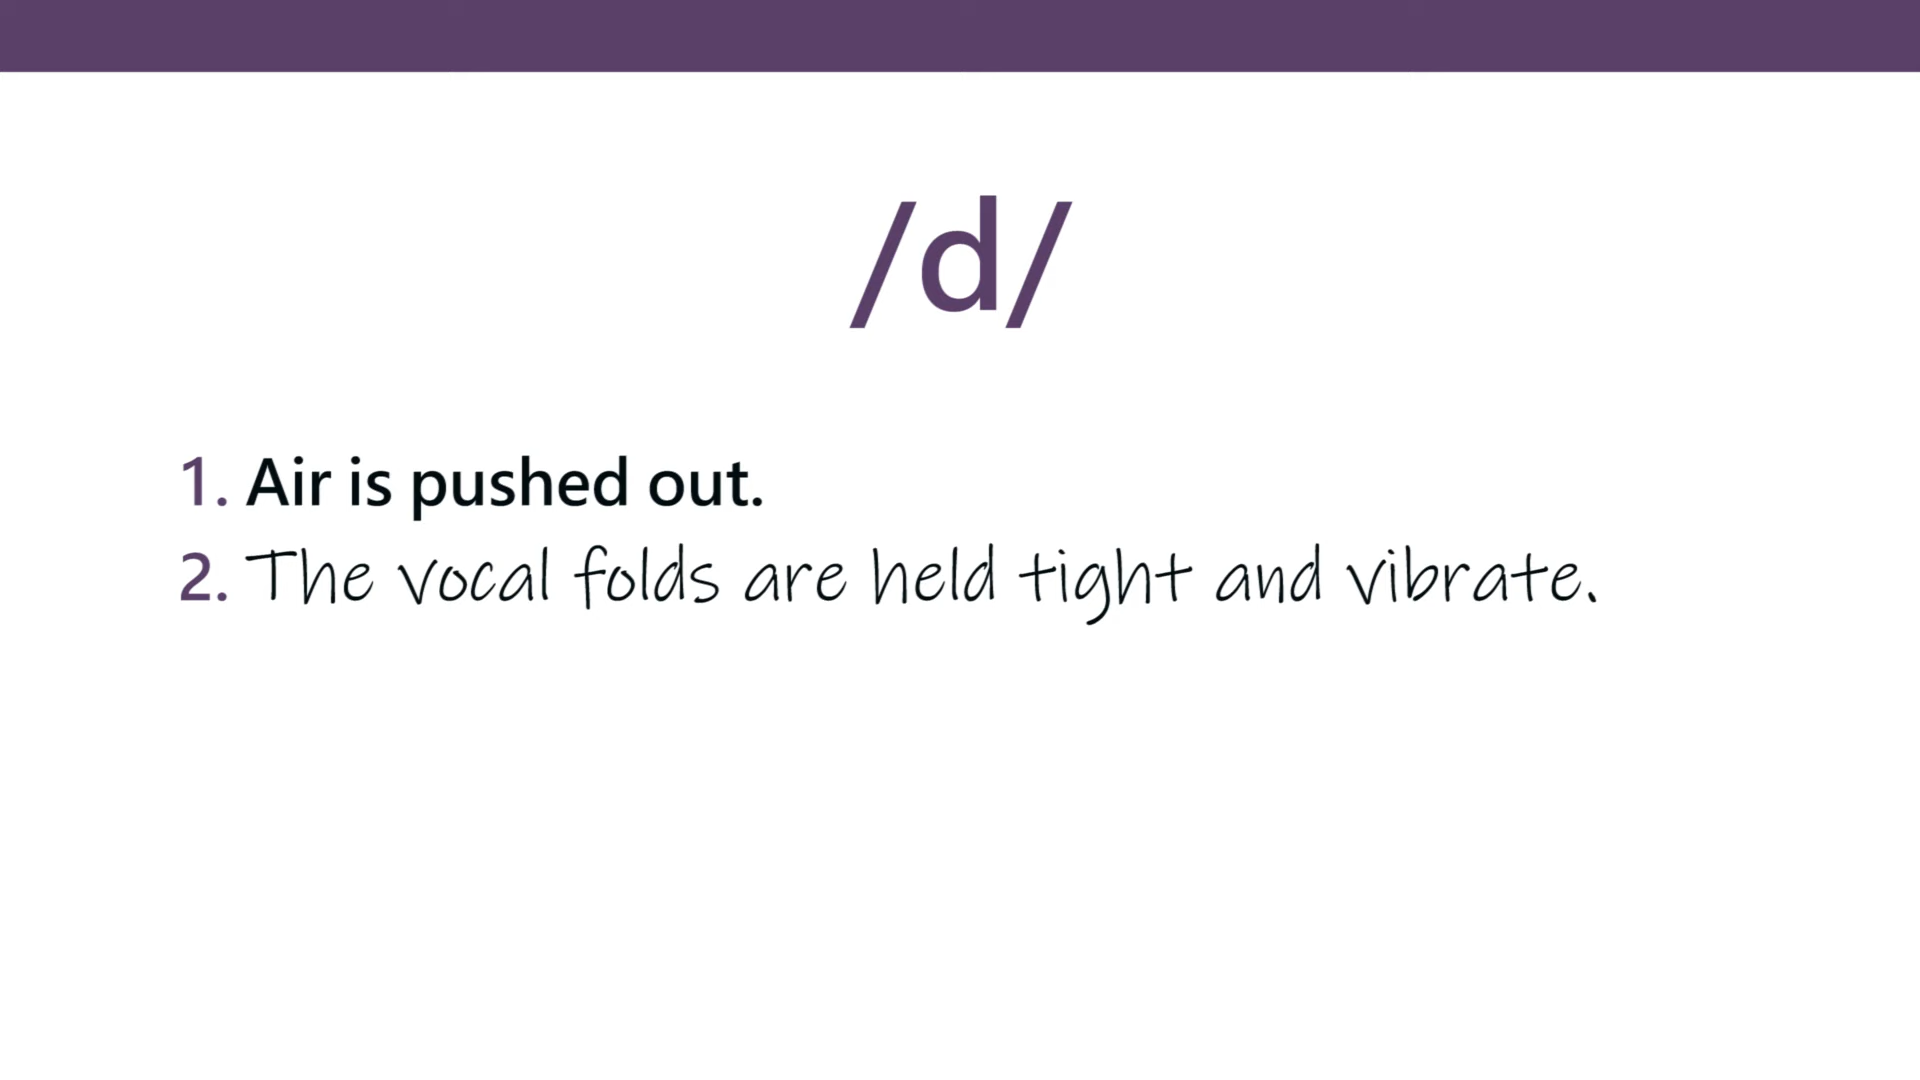 /d/
1. Air is pushed out.
2. The vocal folds are held tight and vibrate.